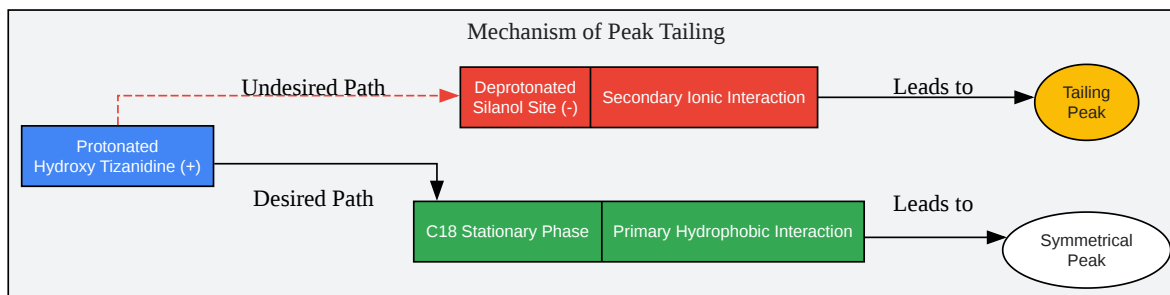 Mechanism of Peak Tailing
Undesired Path
Deprotonated
Silanol Site (-)
Secondary Ionic Interaction
Leads to
Tailing
Peak
Protonated
Hydroxy Tizanidine (+)
Desired Path
C18 Stationary Phase
Primary Hydrophobic Interaction
Leads to
Symmetrical
Peak